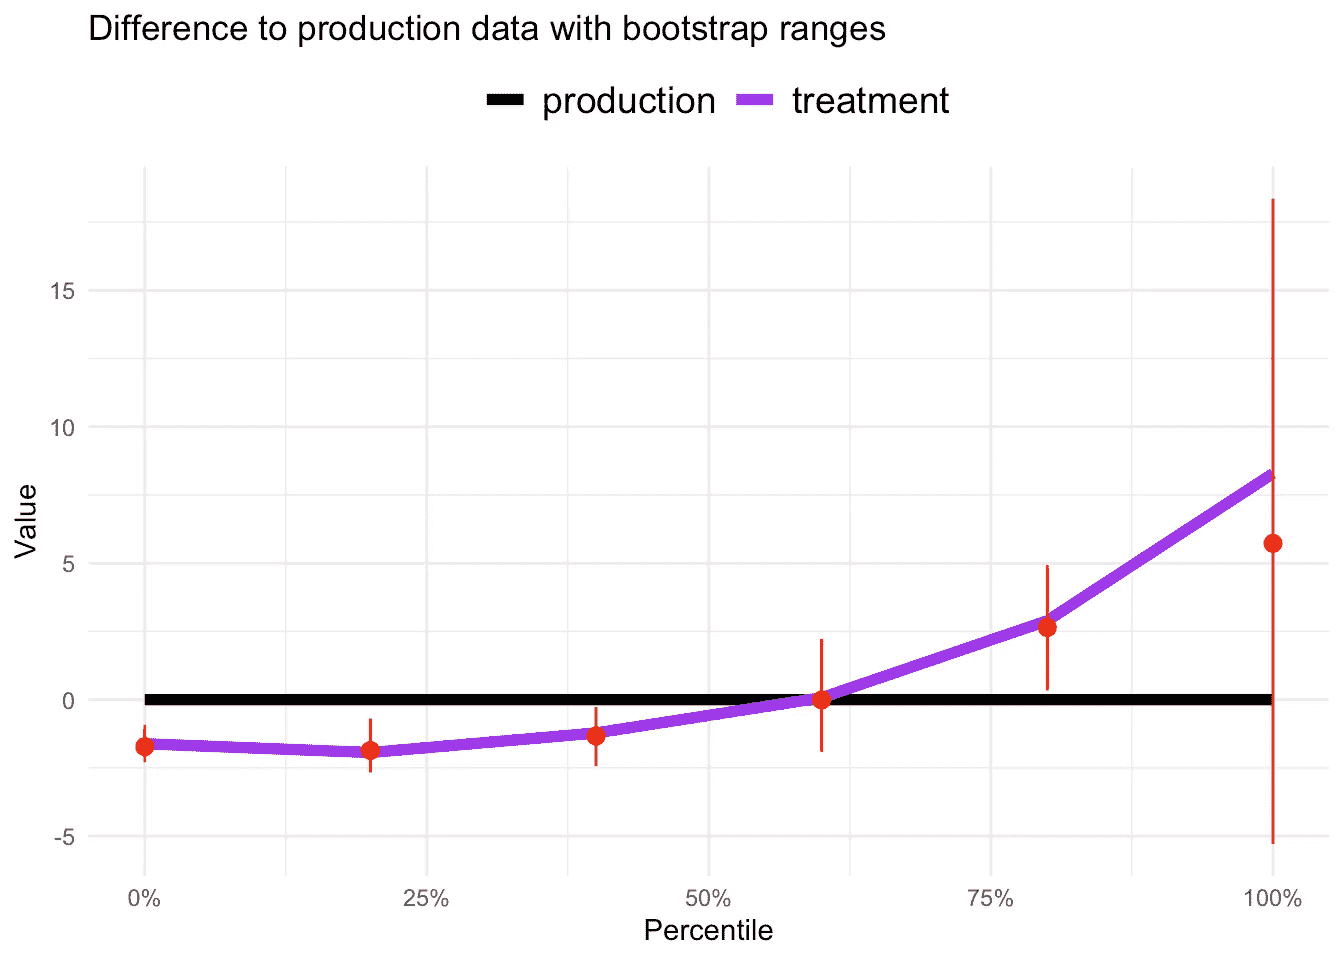 Difference to production data with bootstrap ranges
production treatment
15
10
5
0
-5
Value
0% 25% 50% 75% 100%
Percentile